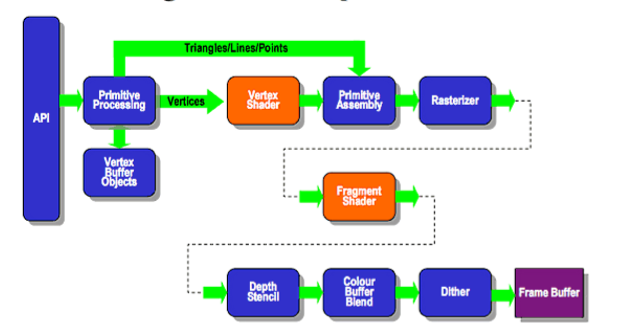 Triangles/Lines/Points
API
Primitive
Processing
Vertices
Vertex
Shader
Primitive
Assembly
Rasterizer
Vertex
Buffer
Objects
Fragment
Shader
Depth
Stencil
Colour
Buffer
Blend
Dither
Frame Buffer